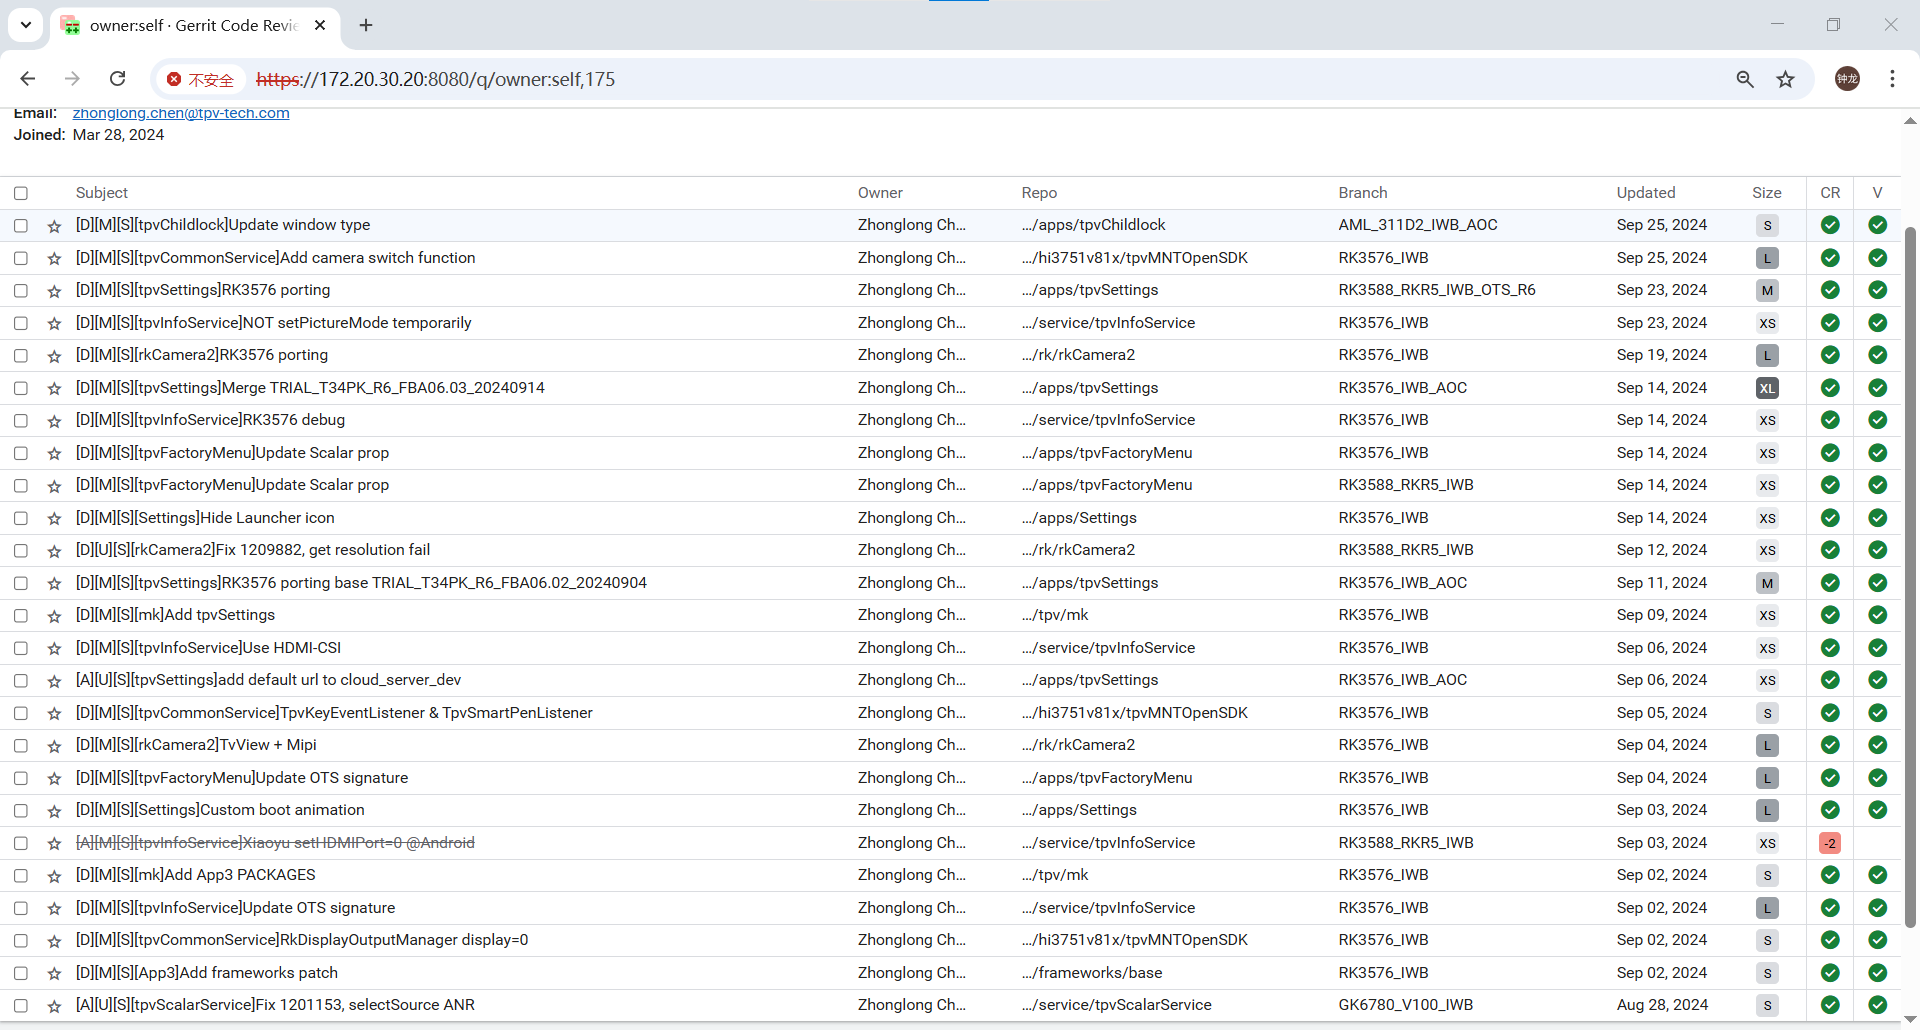 owner:self · Gerrit Code Revie
不安全 https://172.20.30.20:8080/q/owner:self,175 钟龙
Email: zhonglong.chen@tpv-tech.com
Joined: Mar 28, 2024
Subject Owner Repo Branch Updated Size CR V
[D][M][S][tpvChildlock]Update window type Zhonglong Ch... .../apps/tpvChildlock AML_311D2_IWB_AOC Sep 25, 2024 S
[D][M][S][tpvCommonService]Add camera switch function Zhonglong Ch... .../hi3751v81x/tpvMNTOpenSDK RK3576_IWB Sep 25, 2024 L
[D][M][S][tpvSettings]RK3576 porting Zhonglong Ch... .../apps/tpvSettings RK3588_RKR5_IWB_OTS_R6 Sep 23, 2024 M
[D][M][S][tpvInfoService]NOT setPictureMode temporarily Zhonglong Ch... .../service/tpvInfoService RK3576_IWB Sep 23, 2024 XS
[D][M][S][rkCamera2]RK3576 porting Zhonglong Ch... .../rk/rkCamera2 RK3576_IWB Sep 19, 2024 L
[D][M][S][tpvSettings]Merge TRIAL_T34PK_R6_FBA06.03_20240914 Zhonglong Ch... .../apps/tpvSettings RK3576_IWB_AOC Sep 14, 2024 XL
[D][M][S][tpvInfoService]RK3576 debug Zhonglong Ch... .../service/tpvInfoService RK3576_IWB Sep 14, 2024 XS
[D][M][S][tpvFactoryMenu]Update Scalar prop Zhonglong Ch... .../apps/tpvFactoryMenu RK3576_IWB Sep 14, 2024 XS
[D][M][S][tpvFactoryMenu]Update Scalar prop Zhonglong Ch... .../apps/tpvFactoryMenu RK3588_RKR5_IWB Sep 14, 2024 XS
[D][M][S][Settings]Hide Launcher icon Zhonglong Ch... .../apps/Settings RK3576_IWB Sep 14, 2024 XS
[D][U][S][rkCamera2]Fix 1209882, get resolution fail Zhonglong Ch... .../rk/rkCamera2 RK3588_RKR5_IWB Sep 12, 2024 XS
[D][M][S][tpvSettings]RK3576 porting base TRIAL_T34PK_R6_FBA06.02_20240904 Zhonglong Ch... .../apps/tpvSettings RK3576_IWB_AOC Sep 11, 2024 M
[D][M][S][mk]Add tpvSettings Zhonglong Ch... .../tpv/mk RK3576_IWB Sep 09, 2024 XS
[D][M][S][tpvInfoService]Use HDMI-CSI Zhonglong Ch... .../service/tpvInfoService RK3576_IWB Sep 06, 2024 XS
[A][U][S][tpvSettings]add default url to cloud_server_dev Zhonglong Ch... .../apps/tpvSettings RK3576_IWB_AOC Sep 06, 2024 XS
[D][M][S][tpvCommonService]TpvKeyEventListener & TpvSmartPenListener Zhonglong Ch... .../hi3751v81x/tpvMNTOpenSDK RK3576_IWB Sep 05, 2024 S
[D][M][S][rkCamera2]TvView + Mipi Zhonglong Ch... .../rk/rkCamera2 RK3576_IWB Sep 04, 2024 L
[D][M][S][tpvFactoryMenu]Update OTS signature Zhonglong Ch... .../apps/tpvFactoryMenu RK3576_IWB Sep 04, 2024 L
[D][M][S][Settings]Custom boot animation Zhonglong Ch... .../apps/Settings RK3576_IWB Sep 03, 2024 L
[A][M][S][tpvInfoService]Xiaoyu setHDMIPort=0 @Android Zhonglong Ch... .../service/tpvInfoService RK3588_RKR5_IWB Sep 03, 2024 XS -2
[D][M][S][mk]Add App3 PACKAGES Zhonglong Ch... .../tpv/mk RK3576_IWB Sep 02, 2024 S
[D][M][S][tpvInfoService]Update OTS signature Zhonglong Ch... .../service/tpvInfoService RK3576_IWB Sep 02, 2024 L
[D][M][S][tpvCommonService]RkDisplayOutputManager display=0 Zhonglong Ch... .../hi3751v81x/tpvMNTOpenSDK RK3576_IWB Sep 02, 2024 S
[D][M][S][App3]Add frameworks patch Zhonglong Ch... .../frameworks/base RK3576_IWB Sep 02, 2024 S
[A][U][S][tpvScalarService]Fix 1201153, selectSource ANR Zhonglong Ch... .../service/tpvScalarService GK6780_V100_IWB Aug 28, 2024 S